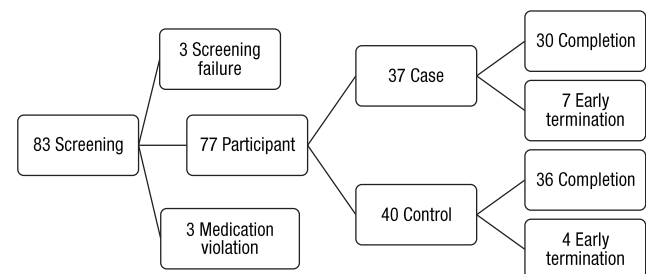 83 Screening
3 Screening
failure
77 Participant
3 Medication
violation
37 Case
40 Control
30 Completion
7 Early
termination
36 Completion
4 Early
termination